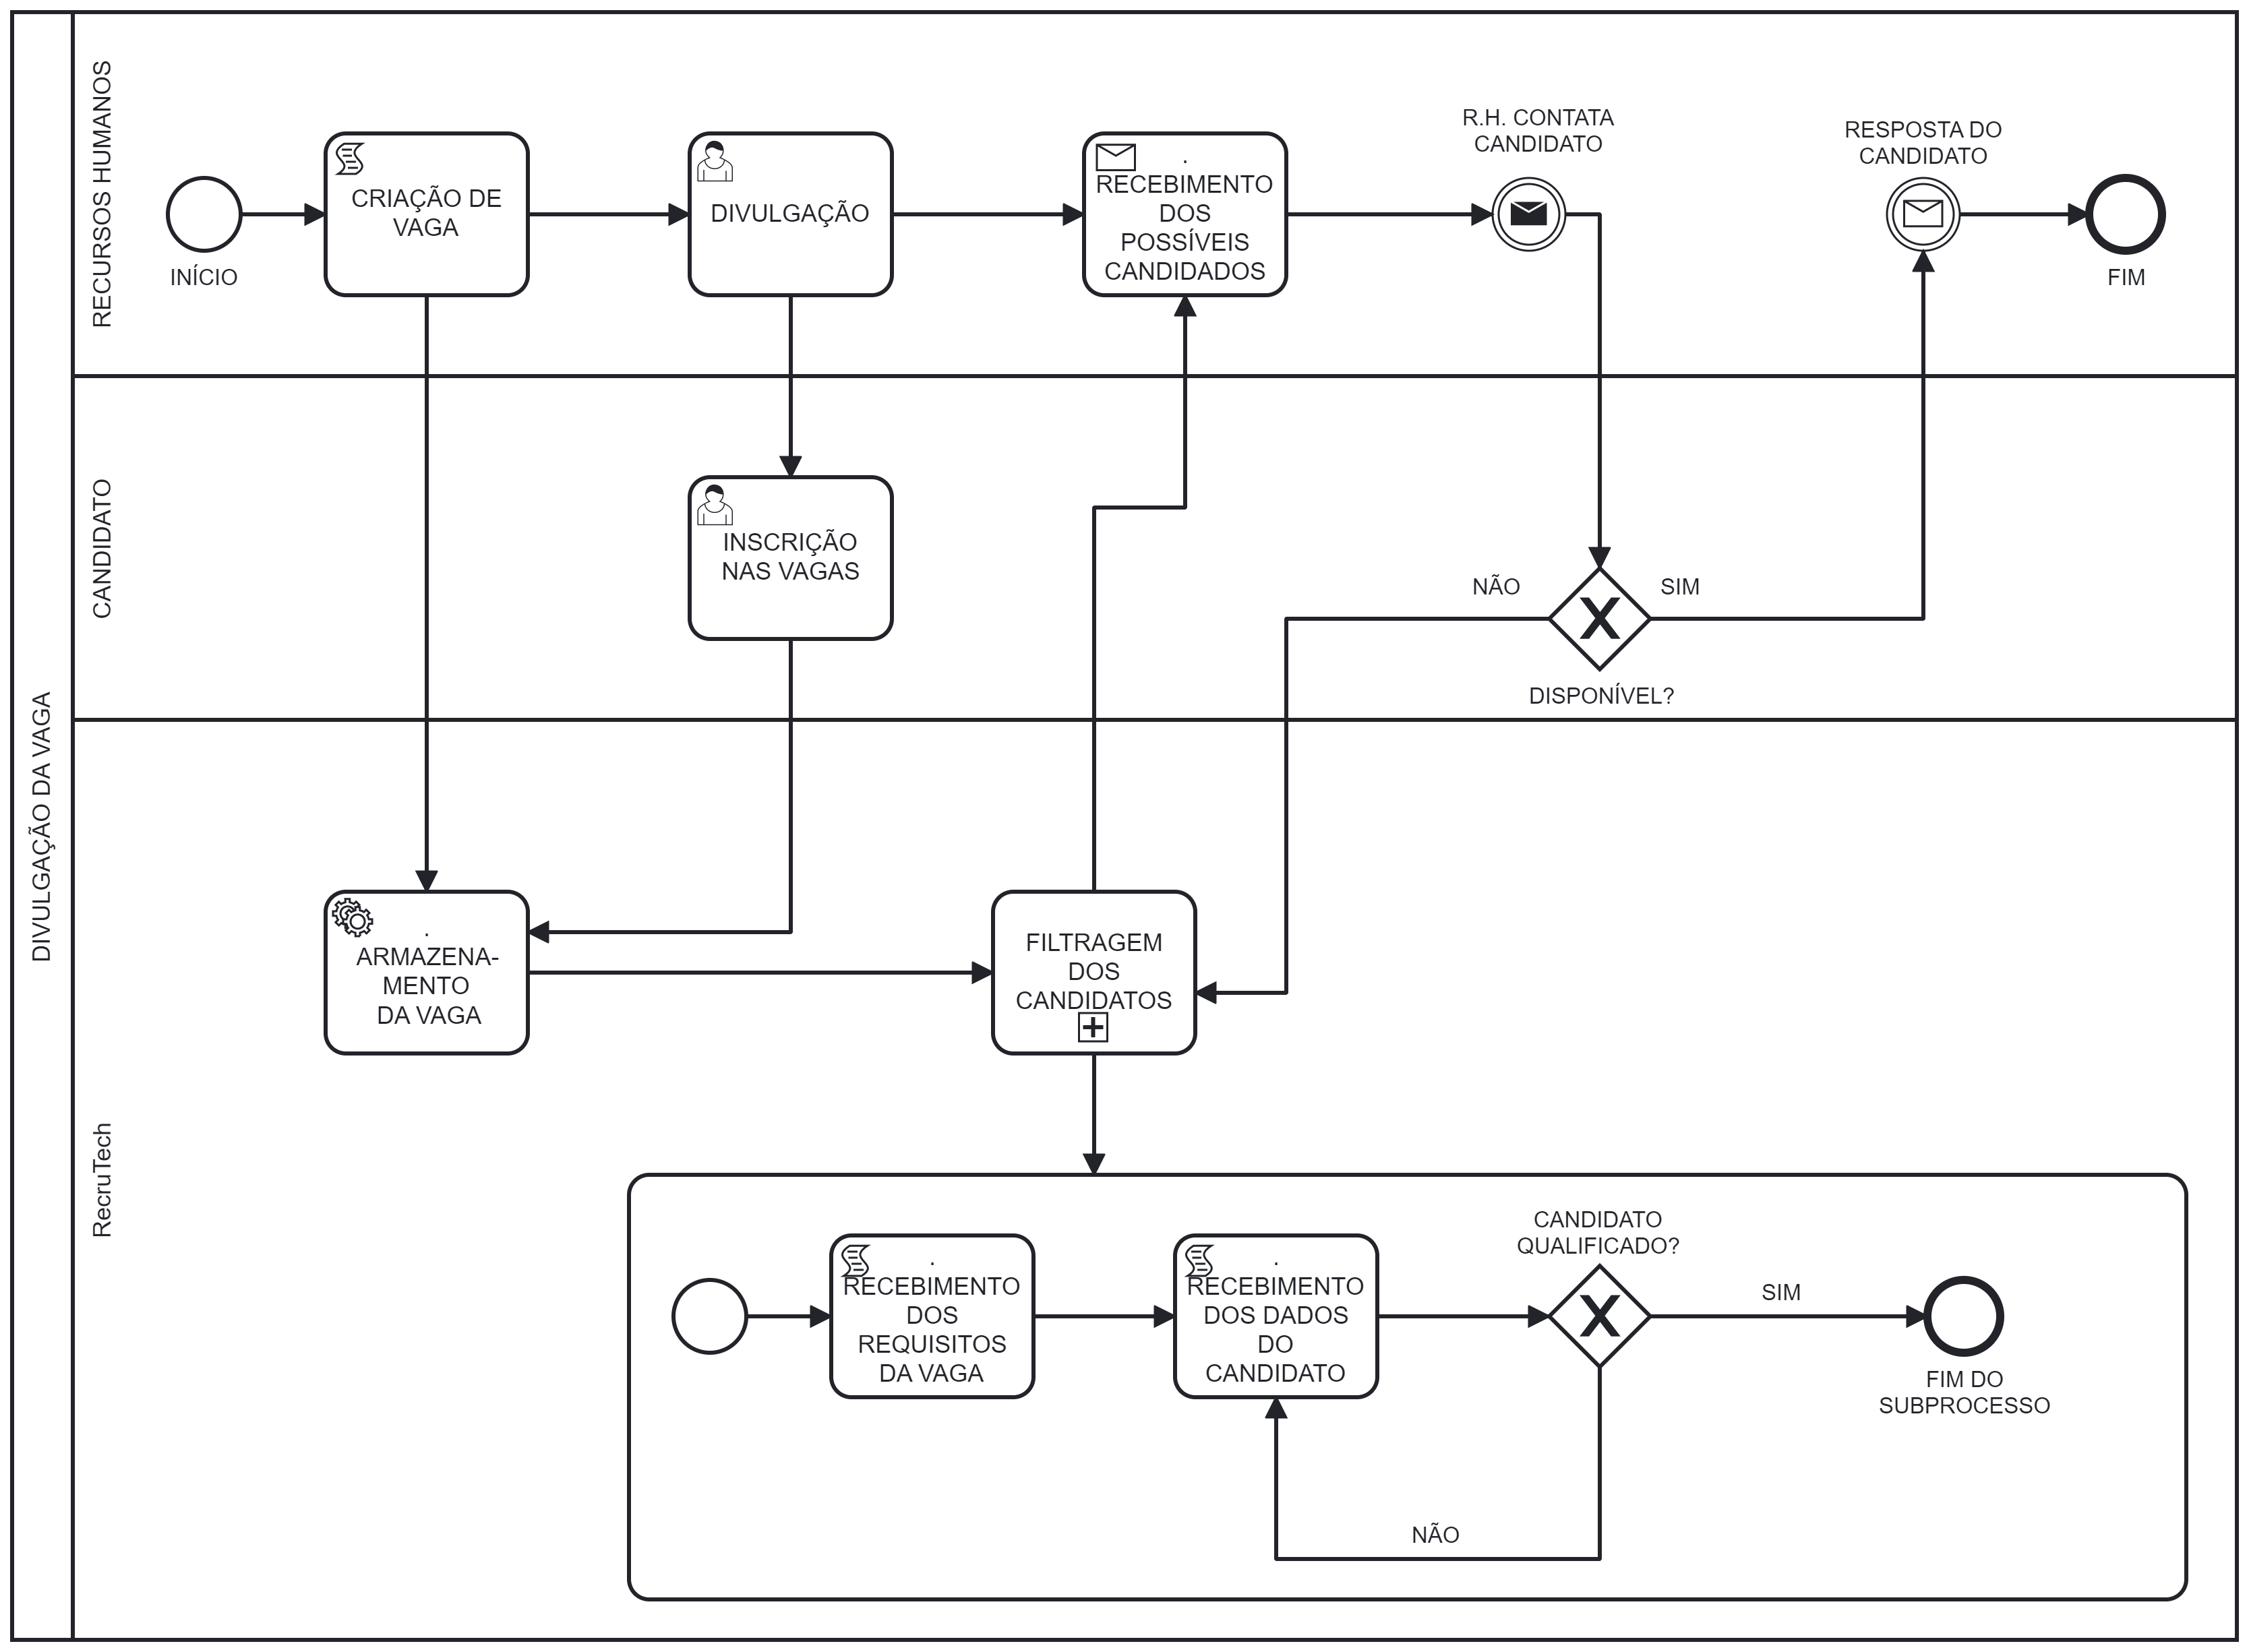 DIVULGAÇÃO DA VAGA
RECURSOS HUMANOS
INÍCIO
CRIAÇÃO DE
VAGA
DIVULGAÇÃO
.
RECEBIMENTO
DOS
POSSÍVEIS
CANDIDADOS
R.H. CONTATA
CANDIDATO
RESPOSTA DO
CANDIDATO
FIM
CANDIDATO
INSCRIÇÃO
NAS VAGAS
NÃO
SIM
DISPONÍVEL?
RecruTech
.
ARMAZENA-
MENTO
DA VAGA
FILTRAGEM
DOS
CANDIDATOS
.
RECEBIMENTO
DOS
REQUISITOS
DA VAGA
.
RECEBIMENTO
DOS DADOS
DO
CANDIDATO
CANDIDATO
QUALIFICADO?
SIM
NÃO
FIM DO
SUBPROCESSO